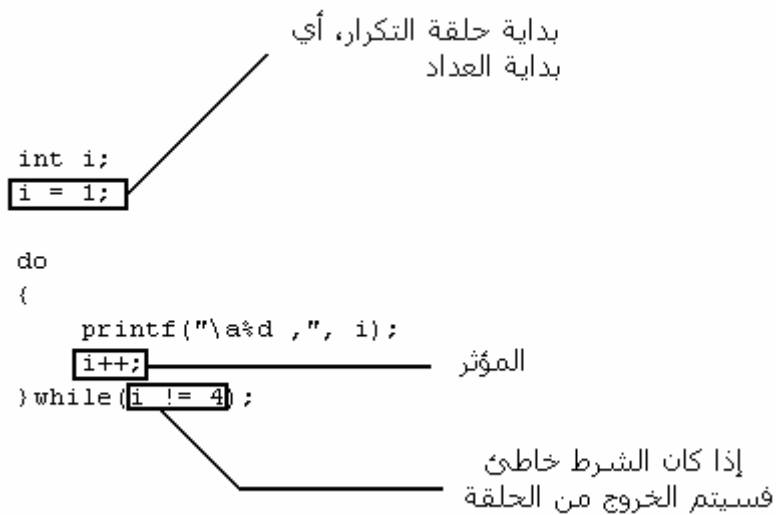 بداية حلقة التكرار، أي
بداية العداد
int i;
i = 1;
do
{
printf("\a%d ,", i);
i++;
المؤثر
}while(i != 4);
إذا كان الشرط خاطئ
فسيتم الخروج من الحلقة